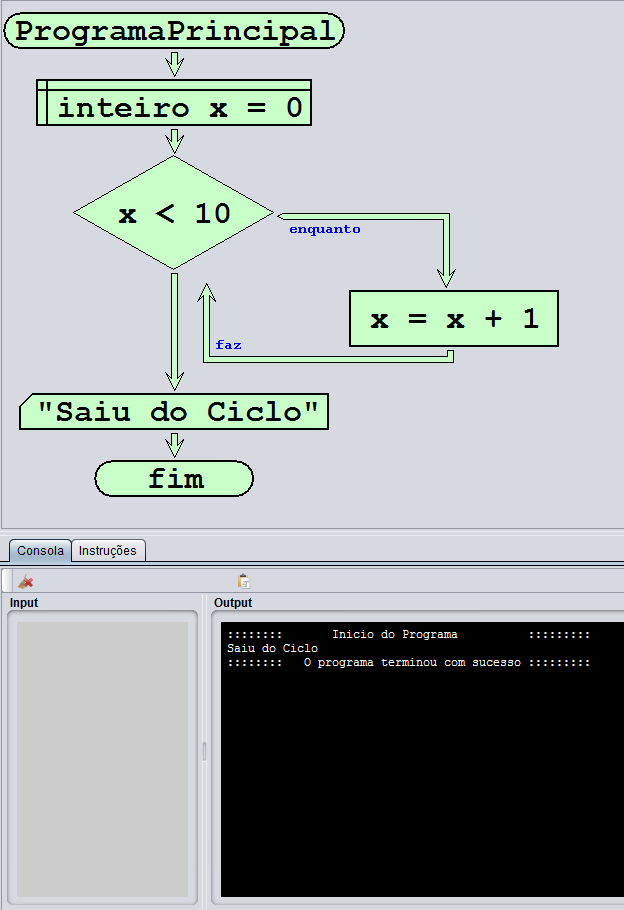 ProgramaPrincipal
inteiro x = 0
x < 10
enquanto
x = x + 1
faz
"Saiu do Ciclo"
fim
Consola Instruções
Input Output
:::::::: Inicio do Programa :::::::::
Saiu do Ciclo
:::::::: O programa terminou com sucesso :::::::::